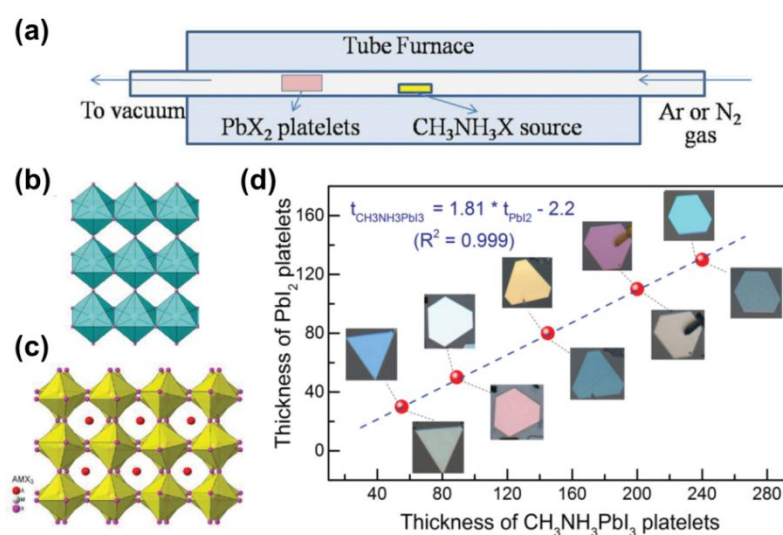 (a)
Tube Furnace
To vacuum
PbX₂ platelets
CH₃NH₃X source
Ar or N₂
gas
(b)
(c)
AMX₃
A
M
X
(d)
t_CH3NH3PbI3 = 1.81 * t_PbI2 - 2.2
(R² = 0.999)
Thickness of PbI₂ platelets
160
120
80
40
0
40 80 120 160 200 240 280
Thickness of CH₃NH₃PbI₃ platelets